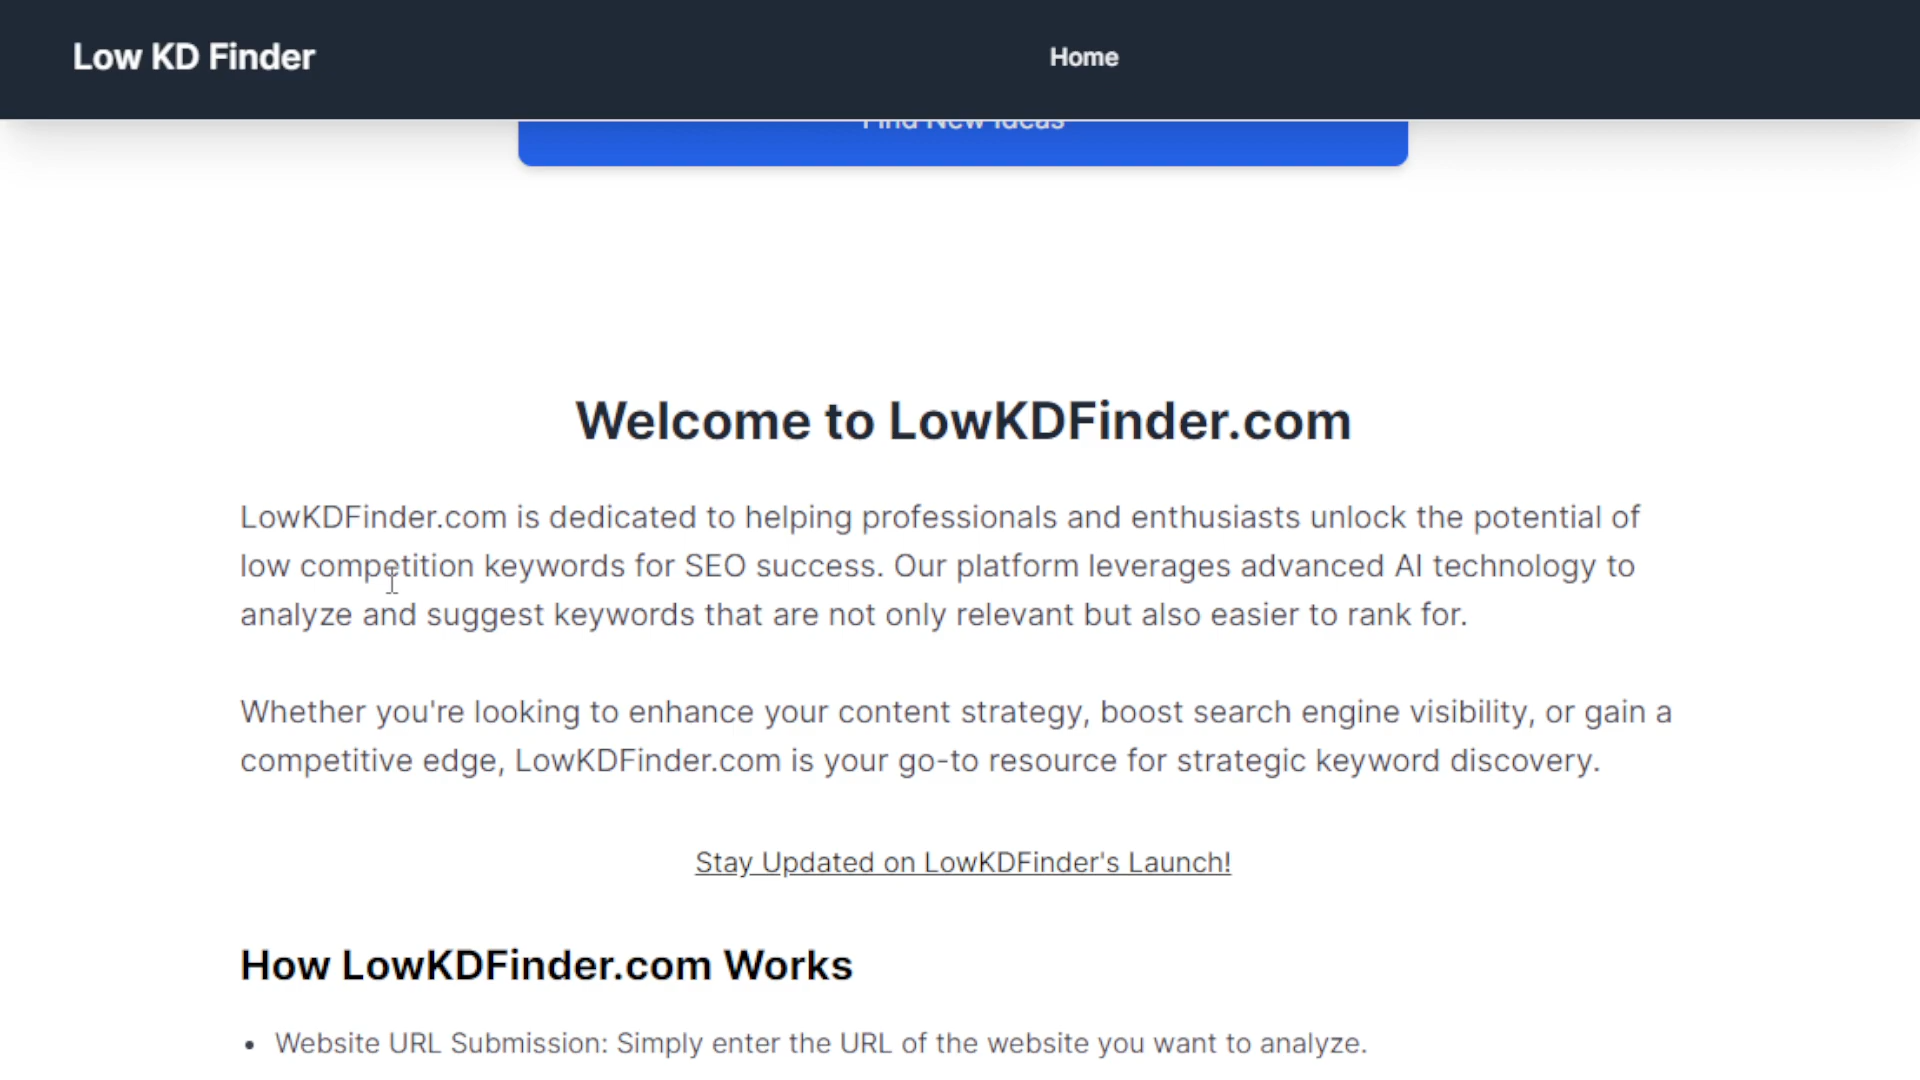 Low KD Finder
Home
Find New Ideas
Welcome to LowKDFinder.com
LowKDFinder.com is dedicated to helping professionals and enthusiasts unlock the potential of
low competition keywords for SEO success. Our platform leverages advanced AI technology to
analyze and suggest keywords that are not only relevant but also easier to rank for.
Whether you're looking to enhance your content strategy, boost search engine visibility, or gain a
competitive edge, LowKDFinder.com is your go-to resource for strategic keyword discovery.
Stay Updated on LowKDFinder's Launch!
How LowKDFinder.com Works
• Website URL Submission: Simply enter the URL of the website you want to analyze.